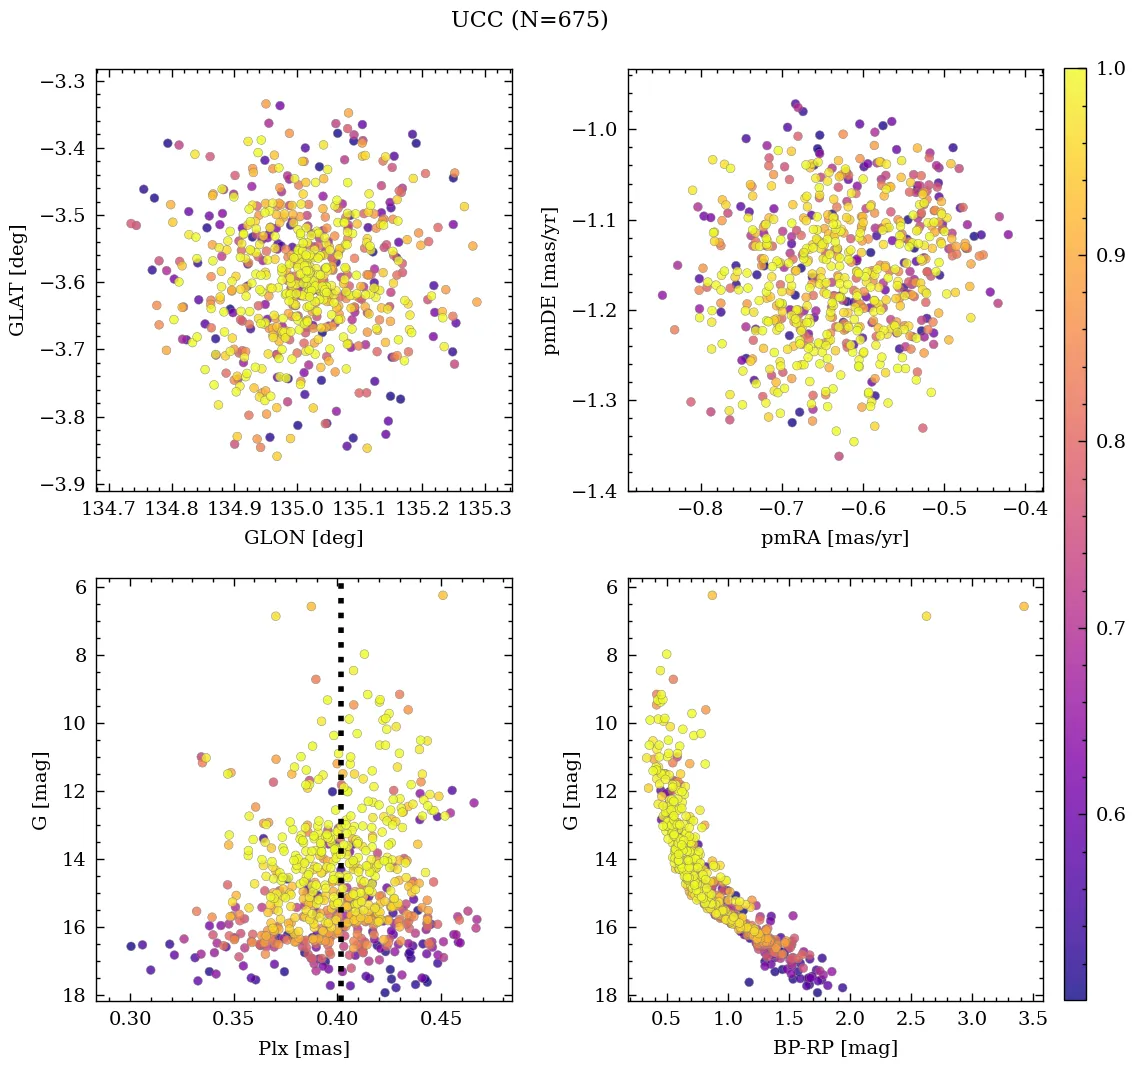 UCC (N=675)
−3.3
−3.4
−3.5
−3.6
−3.7
−3.8
−3.9
GLAT [deg]
134.7 134.8 134.9 135.0 135.1 135.2 135.3
GLON [deg]
−1.0
−1.1
−1.2
−1.3
−1.4
pmDE [mas/yr]
−0.8 −0.7 −0.6 −0.5 −0.4
pmRA [mas/yr]
6
8
10
12
14
16
18
G [mag]
0.30 0.35 0.40 0.45
Plx [mas]
6
8
10
12
14
16
18
G [mag]
0.5 1.0 1.5 2.0 2.5 3.0 3.5
BP-RP [mag]
1.0
0.9
0.8
0.7
0.6